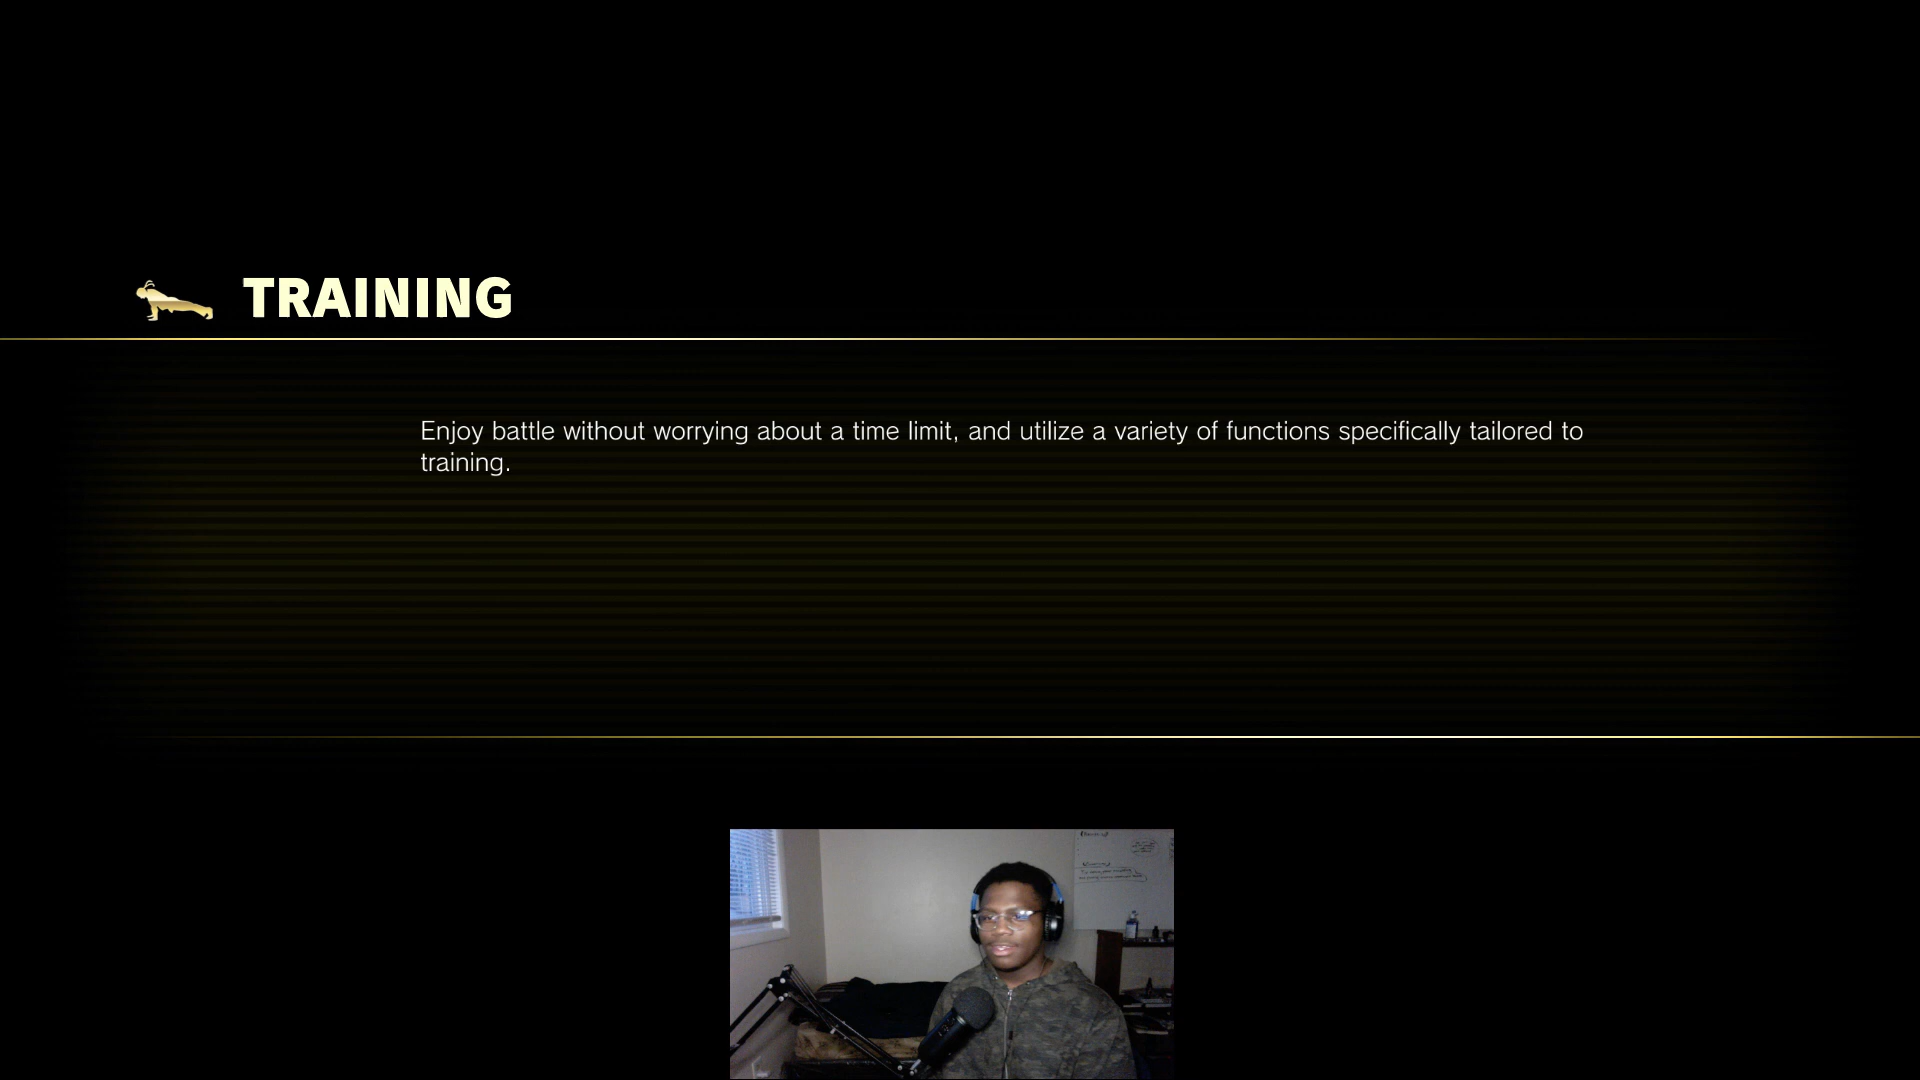 TRAINING
Enjoy battle without worrying about a time limit, and utilize a variety of functions specifically tailored to
training.